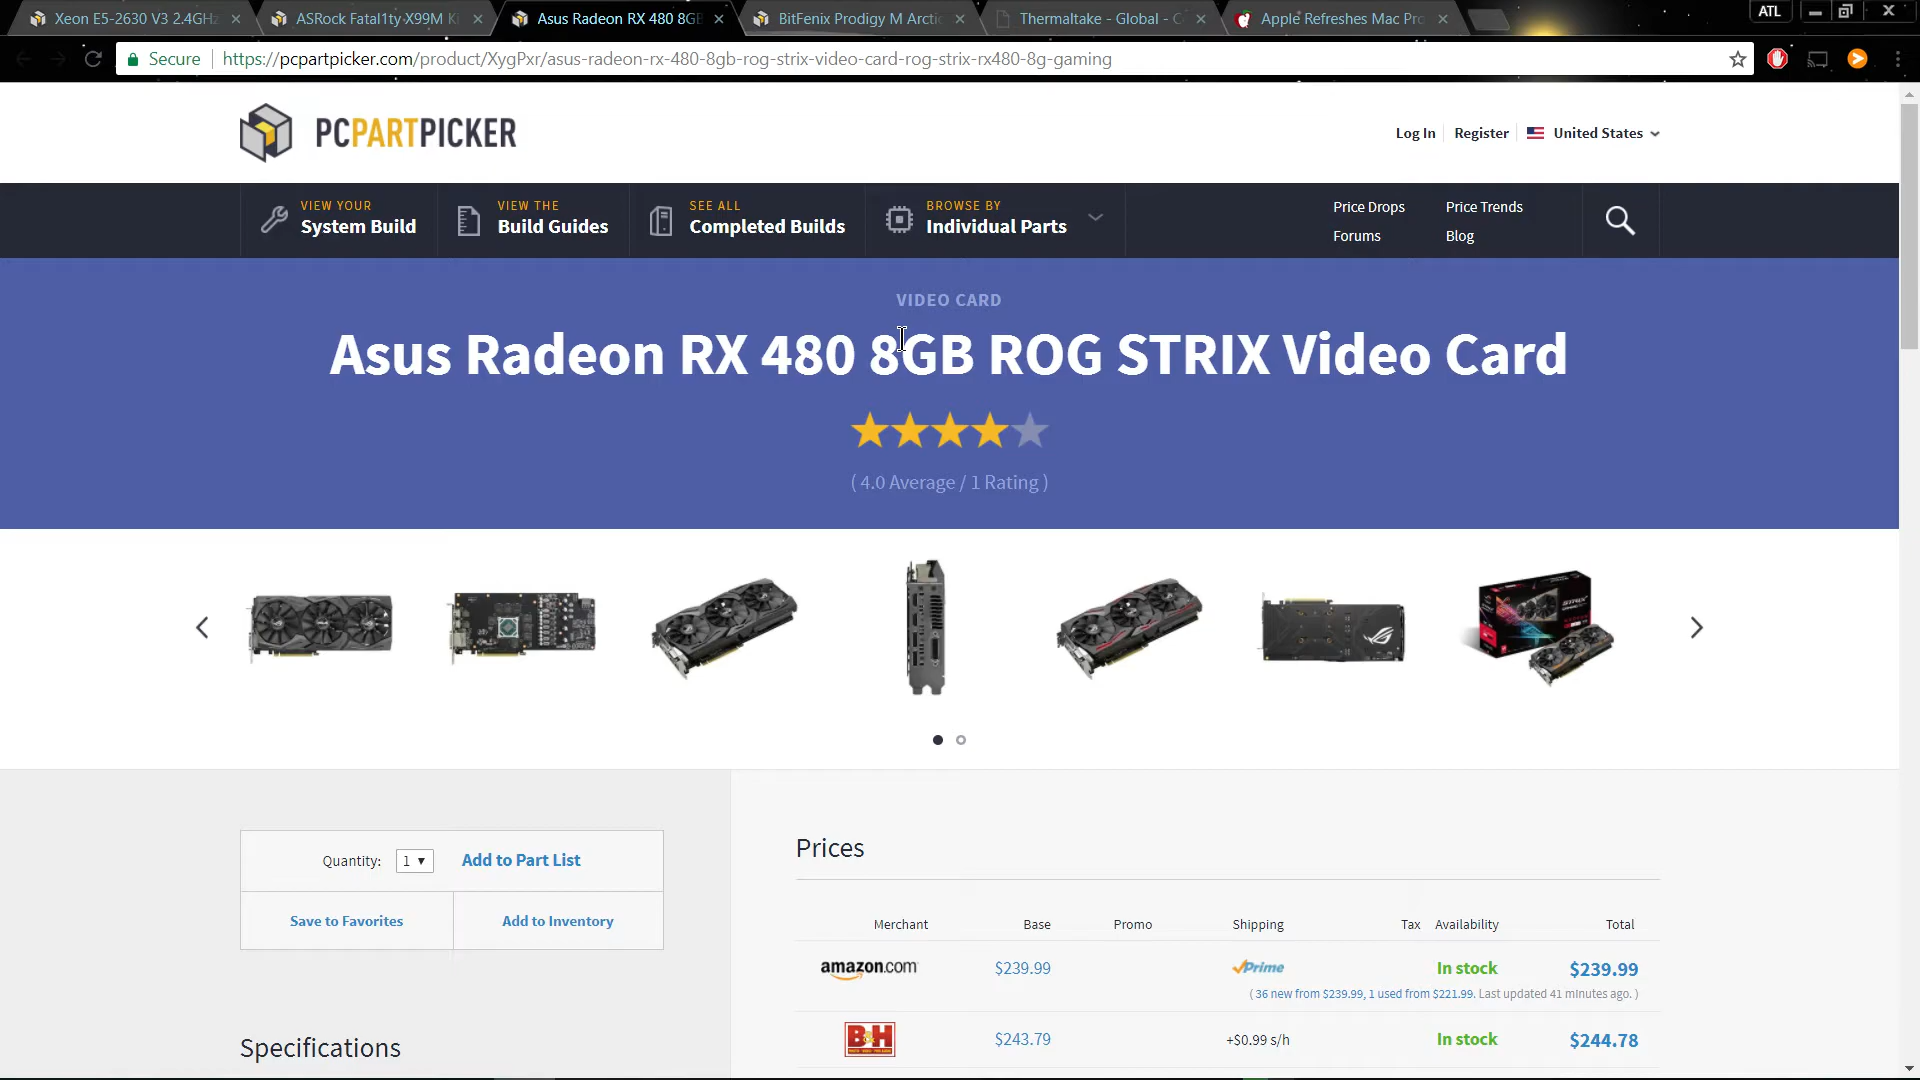 Xeon E5-2630 V3 2.4GHz
ASRock Fatal1ty X99M Ki
Asus Radeon RX 480 8GB
BitFenix Prodigy M Arctic
Thermaltake - Global - C
Apple Refreshes Mac Pro
ATL
Secure
https://pcpartpicker.com/product/XygPxr/asus-radeon-rx-480-8gb-rog-strix-video-card-rog-strix-rx480-8g-gaming
PCPARTPICKER
Log In
Register
United States
VIEW YOUR
System Build
VIEW THE
Build Guides
SEE ALL
Completed Builds
BROWSE BY
Individual Parts
Price Drops
Price Trends
Forums
Blog
VIDEO CARD
Asus Radeon RX 480 8GB ROG STRIX Video Card
( 4.0 Average / 1 Rating )
Quantity: 1 Add to Part List
Save to Favorites
Add to Inventory
Specifications
Prices
Merchant Base Promo Shipping Tax Availability Total
amazon.com $239.99 Prime In stock $239.99
( 36 new from $239.99, 1 used from $221.99. Last updated 41 minutes ago. )
B&H $243.79 +$0.99 s/h In stock $244.78